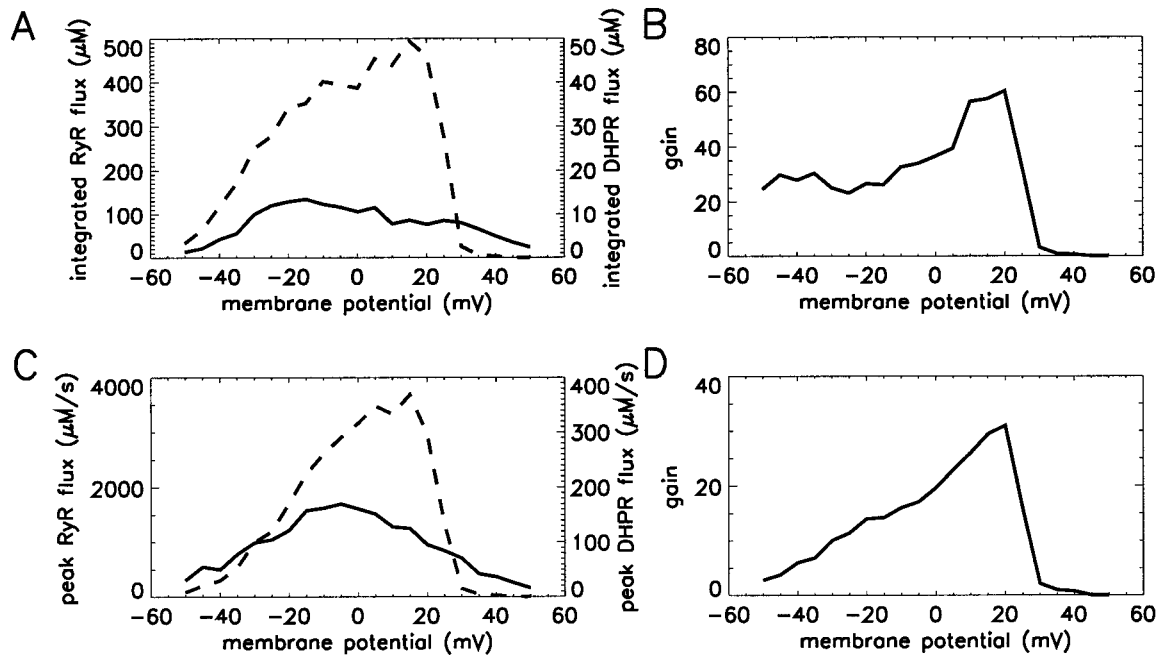 A
integrated RyR flux (μM)
500
400
300
200
100
0
50
40
30
20
10
0
integrated DHPR flux (μM)
−60 −40 −20 0 20 40 60
membrane potential (mV)
B
gain
80
60
40
20
0
−60 −40 −20 0 20 40 60
membrane potential (mV)
C
peak RyR flux (μM/s)
4000
2000
0
400
300
200
100
0
peak DHPR flux (μM/s)
−60 −40 −20 0 20 40 60
membrane potential (mV)
D
gain
40
20
0
−60 −40 −20 0 20 40 60
membrane potential (mV)